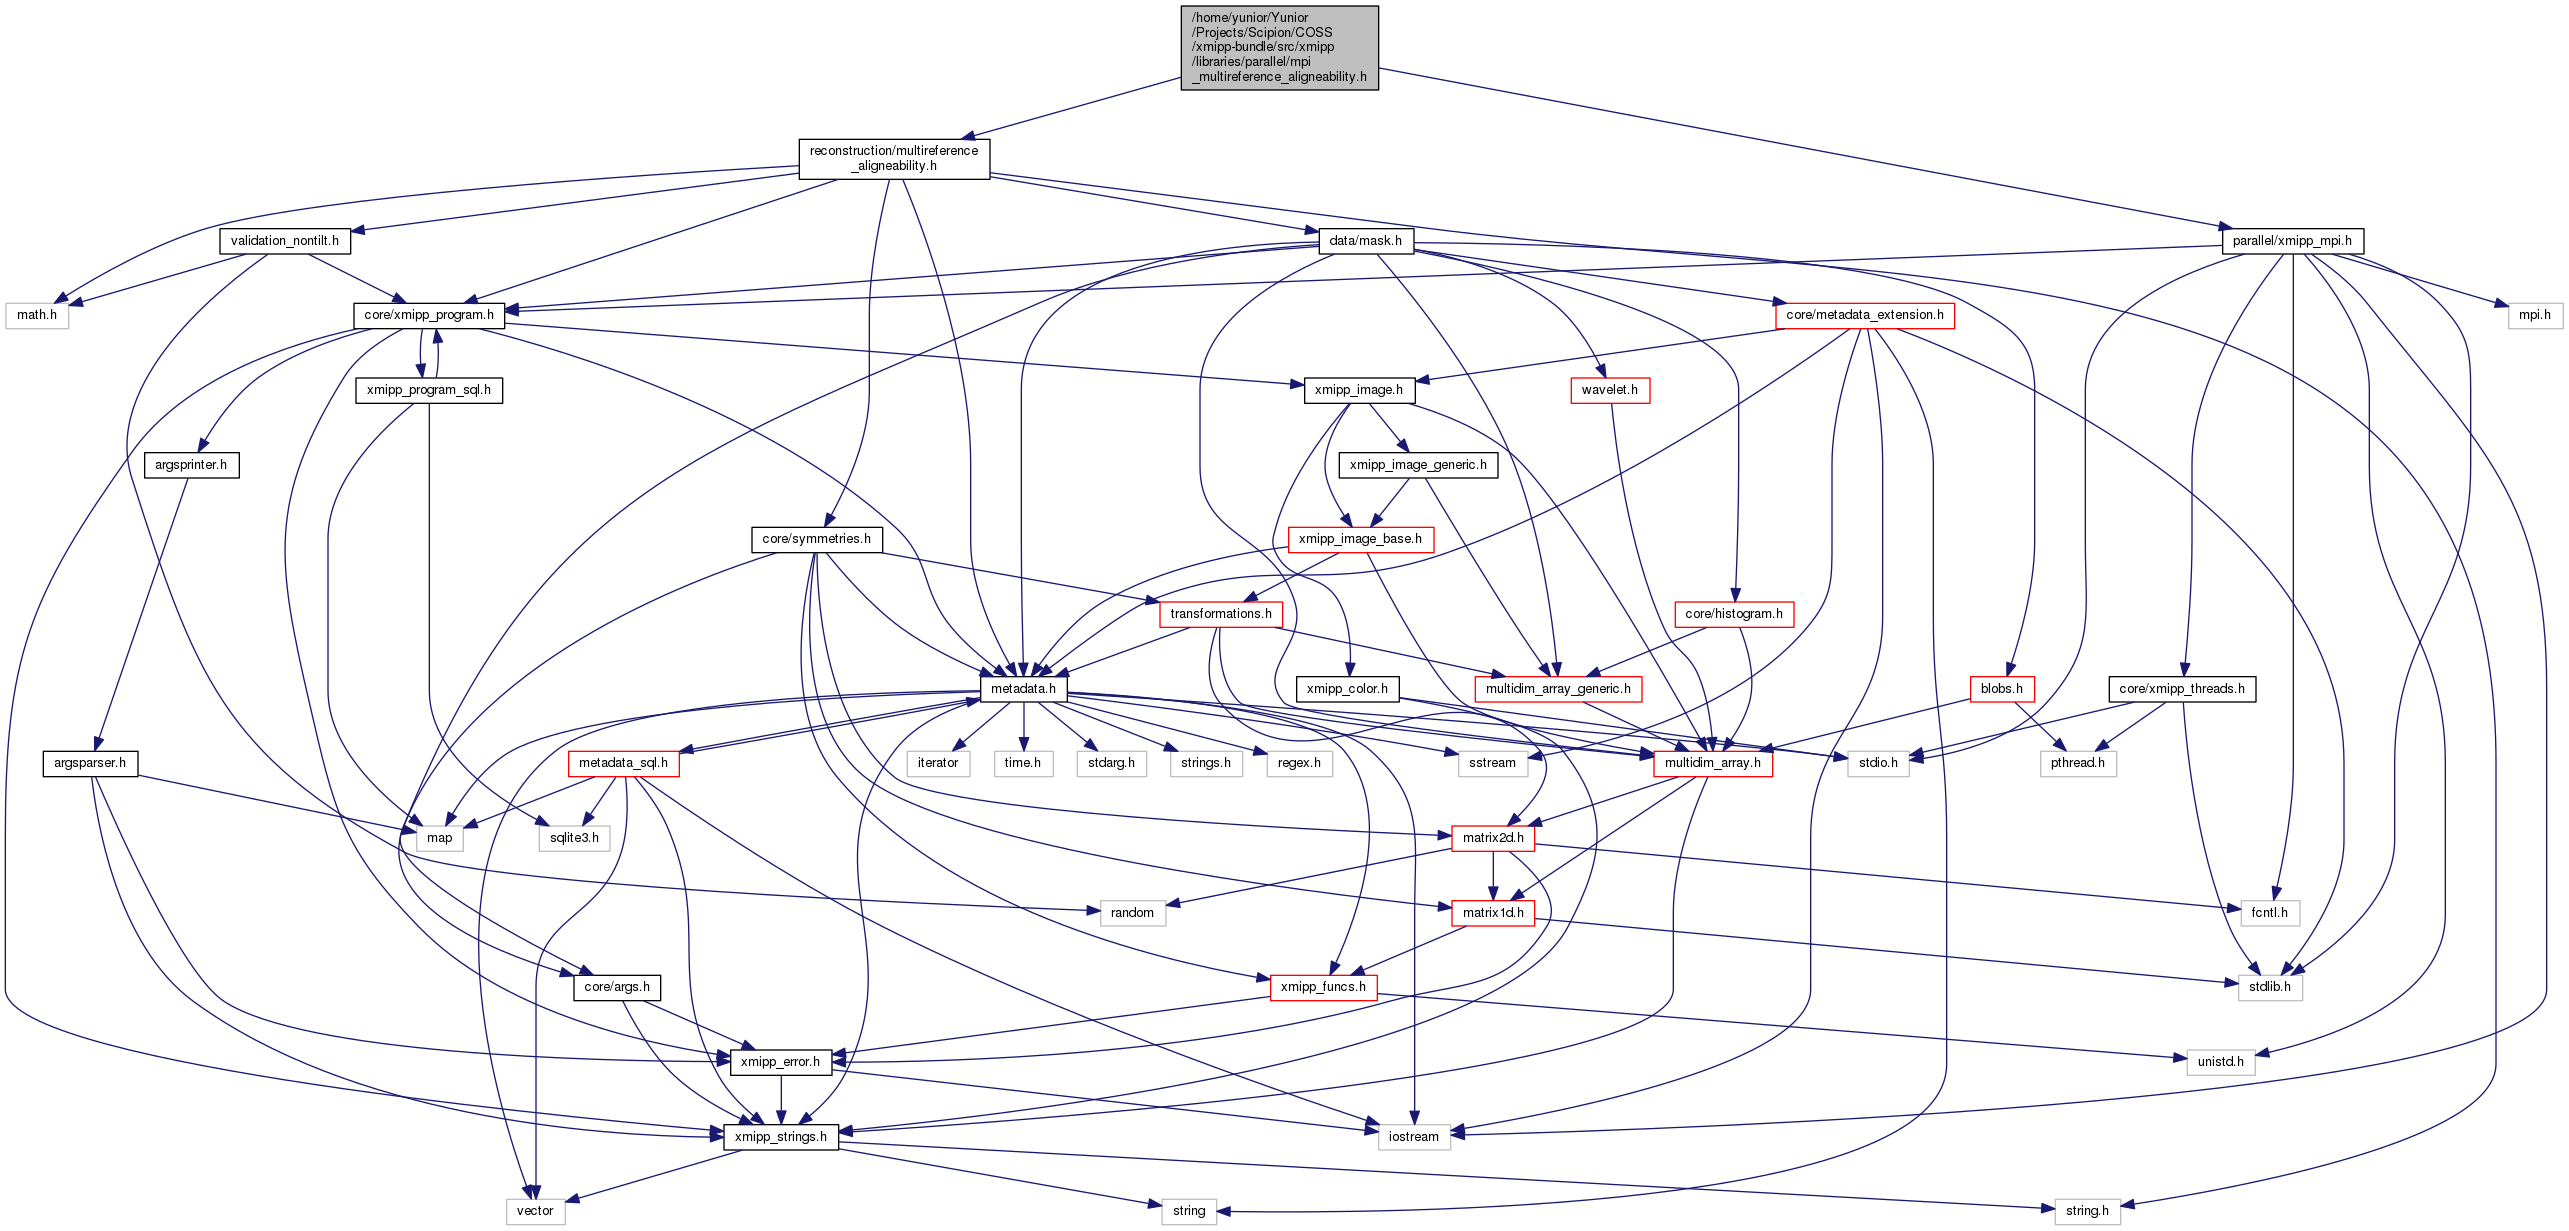 /home/yunior/Yunior
/Projects/Scipion/COSS
/xmipp-bundle/src/xmipp
/libraries/parallel/mpi
_multireference_aligneability.h
reconstruction/multireference
_aligneability.h
validation_nontilt.h
data/mask.h
parallel/xmipp_mpi.h
math.h
core/xmipp_program.h
core/metadata_extension.h
mpi.h
xmipp_program_sql.h
xmipp_image.h
wavelet.h
argsprinter.h
xmipp_image_generic.h
core/symmetries.h
xmipp_image_base.h
transformations.h
core/histogram.h
metadata.h
xmipp_color.h
multidim_array_generic.h
blobs.h
core/xmipp_threads.h
argsparser.h
metadata_sql.h
iterator
time.h
stdarg.h
strings.h
regex.h
sstream
multidim_array.h
stdio.h
pthread.h
map
sqlite3.h
matrix2d.h
random
matrix1d.h
fcntl.h
core/args.h
xmipp_funcs.h
stdlib.h
xmipp_error.h
unistd.h
xmipp_strings.h
iostream
vector
string
string.h